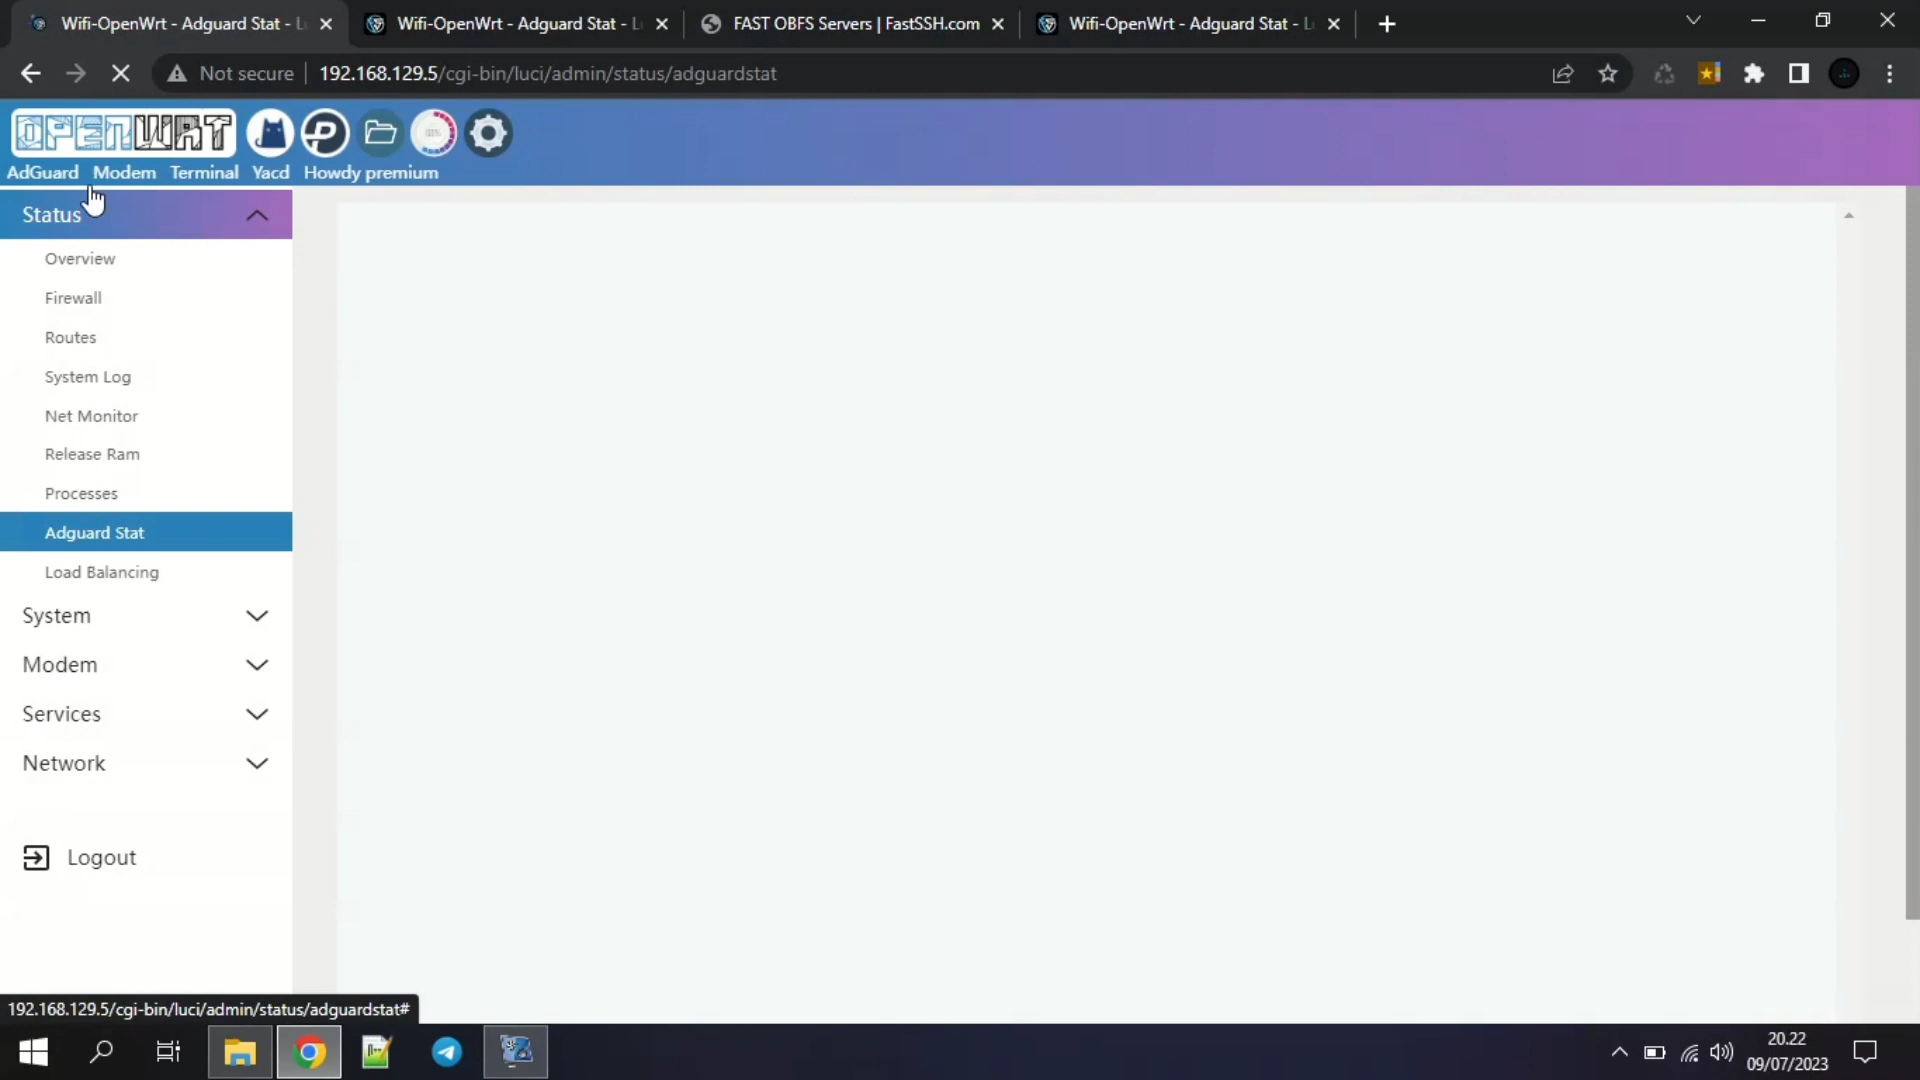 Wifi-OpenWrt - Adguard Stat - L
Wifi-OpenWrt - Adguard Stat - L
FAST OBFS Servers | FastSSH.com
Wifi-OpenWrt - Adguard Stat - L
Not secure
192.168.129.5/cgi-bin/luci/admin/status/adguardstat
OPENWRT
AdGuard Modem Terminal Yacd Howdy premium
Status
Overview
Firewall
Routes
System Log
Net Monitor
Release Ram
Processes
Adguard Stat
Load Balancing
System
Modem
Services
Network
Logout
192.168.129.5/cgi-bin/luci/admin/status/adguardstat#
20.22
09/07/2023